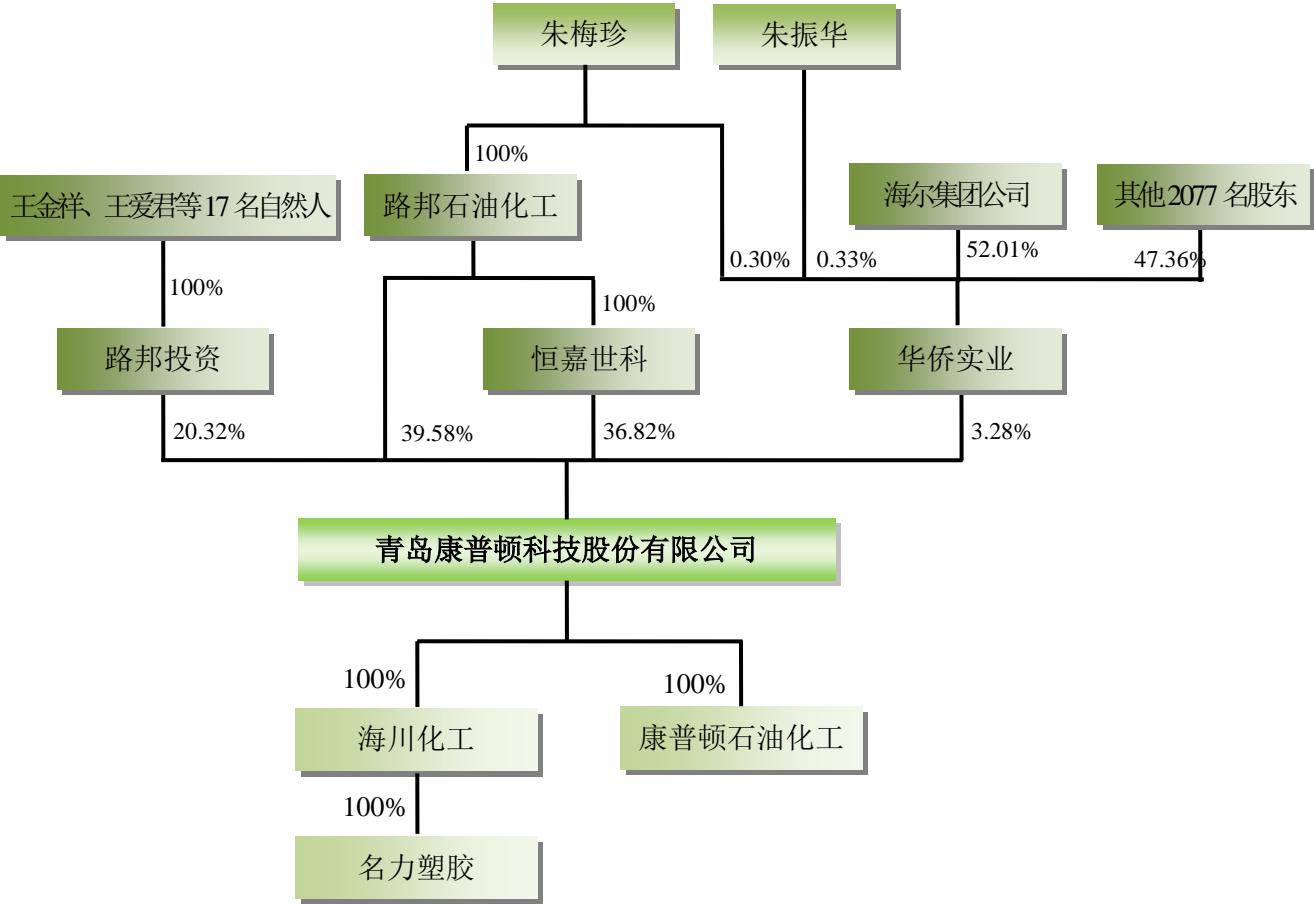 朱梅珍
朱振华
100%
王金祥、王爱君等17名自然人
路邦石油化工
海尔集团公司
其他2077名股东
0.30%
0.33%
52.01%
47.36%
100%
100%
路邦投资
恒嘉世科
华侨实业
20.32%
39.58%
36.82%
3.28%
青岛康普顿科技股份有限公司
100%
100%
海川化工
康普顿石油化工
100%
名力塑胶